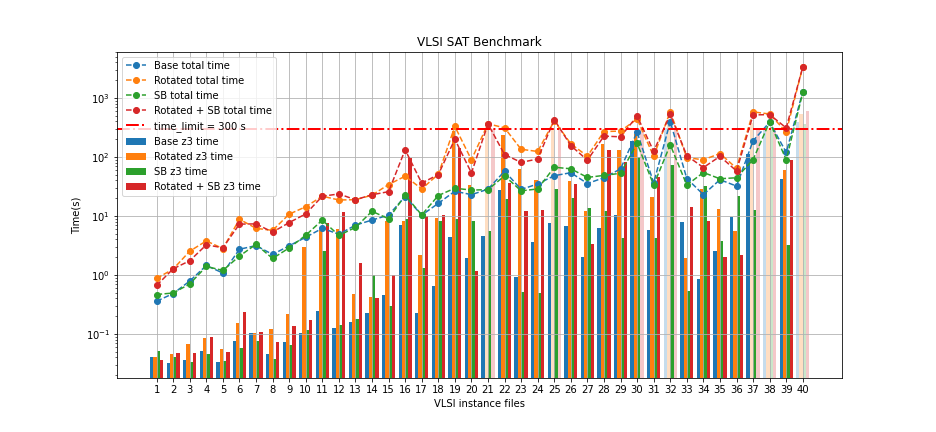 VLSI SAT Benchmark
Base total time
Rotated total time
SB total time
Rotated + SB total time
time_limit = 300 s
Base z3 time
Rotated z3 time
SB z3 time
Rotated + SB z3 time
Time(s)
10³
10²
10¹
10⁰
10⁻¹
1 2 3 4 5 6 7 8 9 10 11 12 13 14 15 16 17 18 19 20 21 22 23 24 25 26 27 28 29 30 31 32 33 34 35 36 37 38 39 40
VLSI instance files